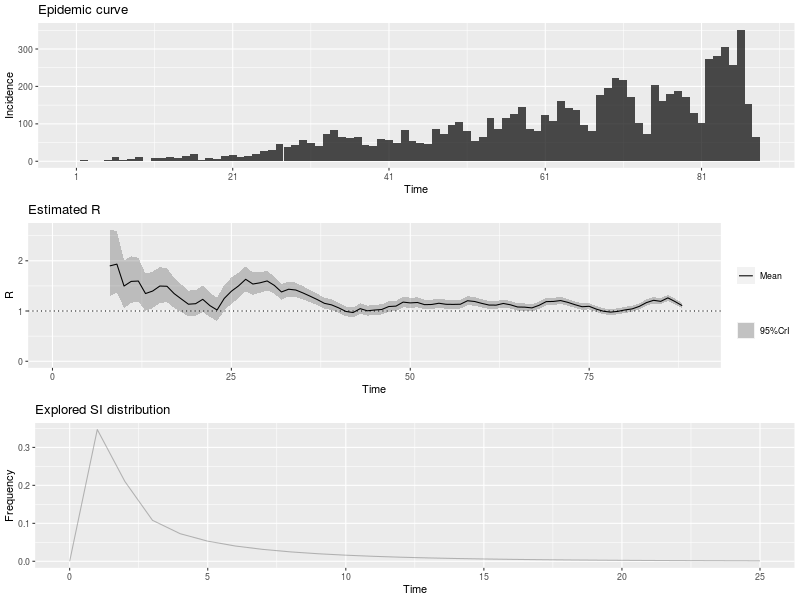 Epidemic curve
300
200
100
0
Incidence
1 21 41 61 81
Time
Estimated R
2
1
0
R
0 25 50 75
Time
Mean
95%CrI
Explored SI distribution
0.3
0.2
0.1
0.0
Frequency
0 5 10 15 20 25
Time